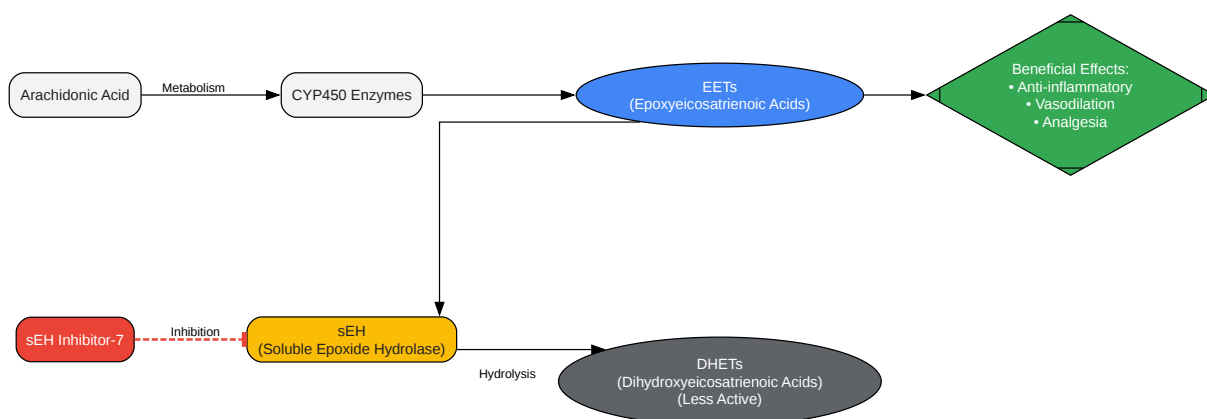 Arachidonic Acid
Metabolism
CYP450 Enzymes
EETs
(Epoxyeicosatrienoic Acids)
Beneficial Effects:
• Anti-inflammatory
• Vasodilation
• Analgesia
sEH Inhibitor-7
Inhibition
sEH
(Soluble Epoxide Hydrolase)
Hydrolysis
DHETs
(Dihydroxyeicosatrienoic Acids)
(Less Active)